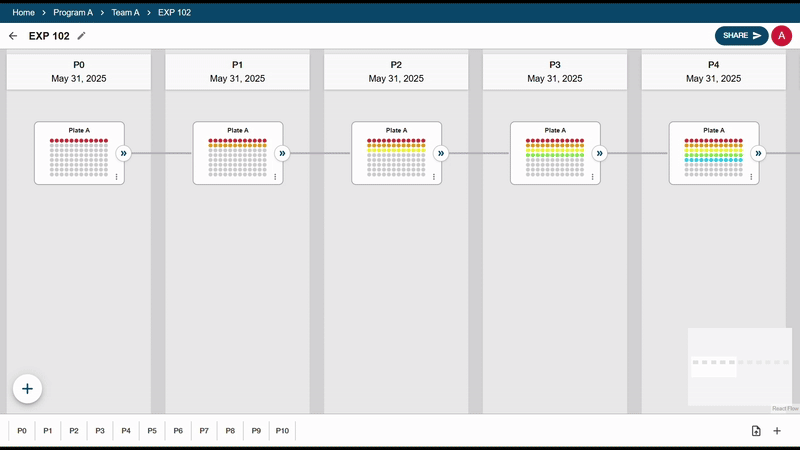 Home > Program A > Team A > EXP 102
EXP 102
SHARE
A
P0
May 31, 2025
P1
May 31, 2025
P2
May 31, 2025
P3
May 31, 2025
P4
May 31, 2025
Plate A
Plate A
Plate A
Plate A
Plate A
React Flow
P0 P1 P2 P3 P4 P5 P6 P7 P8 P9 P10